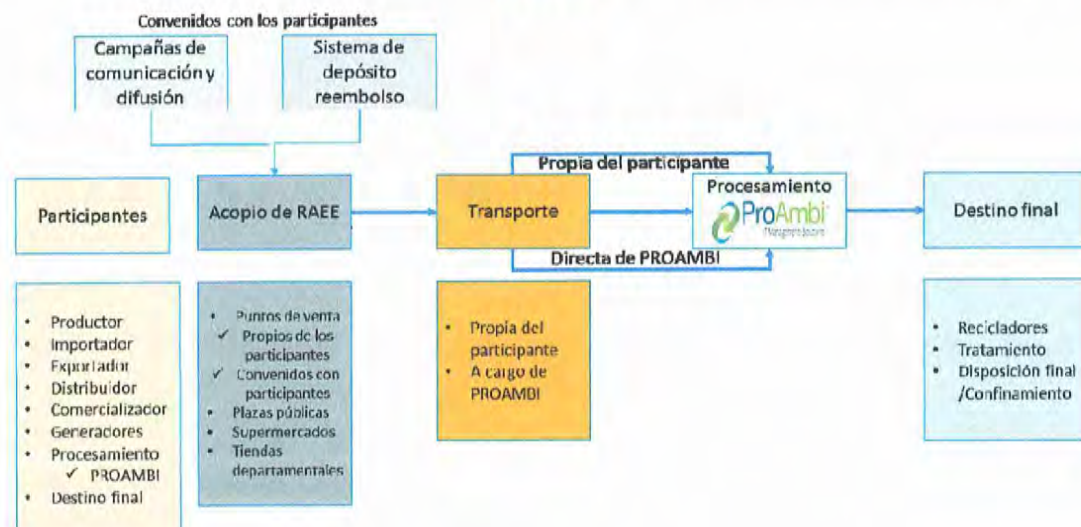 Convenidos con los participantes
Campañas de
comunicación y
difusión
Sistema de
depósito
reembolso
Participantes
Acopio de RAEE
Transporte
Propia del participante
Directa de PROAMBI
Procesamiento
ProAmbi
Destino final
• Productor
• Importador
• Exportador
• Distribuidor
• Comercializador
• Generadores
• Procesamiento
✓ PROAMBI
• Destino final
• Puntos de venta
✓ Propios de los
participantes
✓ Convenidos con
participantes
• Plazas públicas
• Supermercados
• Tiendas
departamentales
• Propia del
participante
• A cargo de
PROAMBI
• Recicladores
• Tratamiento
• Disposición final
/Confinamiento